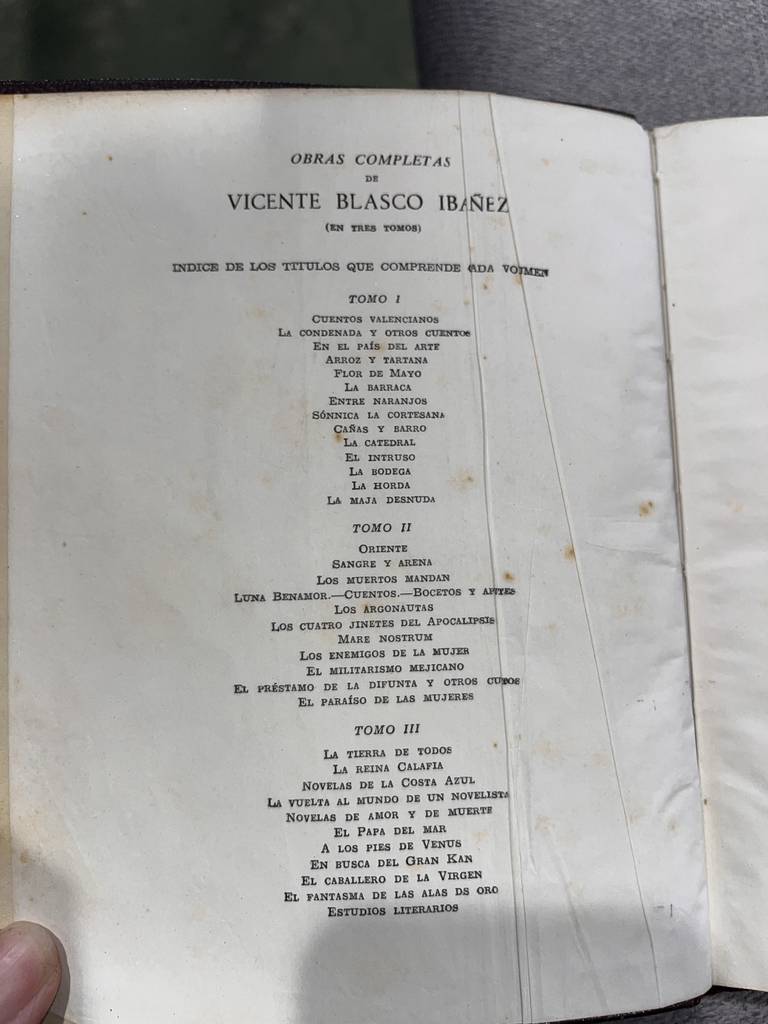 OBRAS COMPLETAS
DE
VICENTE BLASCO IBAÑEZ
(EN TRES TOMOS)
INDICE DE LOS TITULOS QUE COMPRENDE
TOMO I
CUENTOS VALENCIANOS
LA CONDENADA Y OTROS CUENTOS
EN EL PAÍS DEL ARTE
ARROZ Y TARTANA
FLOR DE MAYO
LA BARRACA
ENTRE NARANJOS
SÓNNICA LA CORTESANA
CAÑAS Y BARRO
LA CATEDRAL
EL INTRUSO
LA BODEGA
LA HORDA
LA MAJA DESNUDA
TOMO II
ORIENTE
SANGRE Y ARENA
LOS MUERTOS MANDAN
LUNA BENAMOR.—CUENTOS.—BOCETOS Y
LOS ARGONAUTAS
LOS CUATRO JINETES DEL APOCALIPSIS
MARE NOSTRUM
LOS ENEMIGOS DE LA MUJER
EL MILITARISMO MEJICANO
EL PRÉSTAMO DE LA DIFUNTA Y OTROS
EL PARAÍSO DE LAS MUJERES
TOMO III
LA TIERRA DE TODOS
LA REINA CALAFIA
NOVELAS DE LA COSTA AZUL
LA VUELTA AL MUNDO DE UN NOVELISTA
NOVELAS DE AMOR Y DE MUERTE
EL PAPA DEL MAR
A LOS PIES DE VENUS
EN BUSCA DEL GRAN KAN
EL CABALLERO DE LA VIRGEN
EL FANTASMA DE LAS ALAS DS ORO
ESTUDIOS LITERARIOS